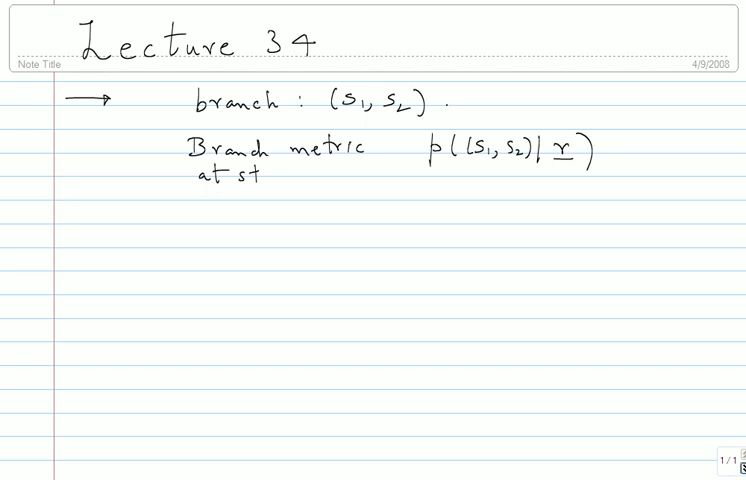 Lecture 34
Note Title 4/9/2008
→ branch : (s₁, s₂) .
Branch metric p((s₁, s₂) | r)
at st
1/1